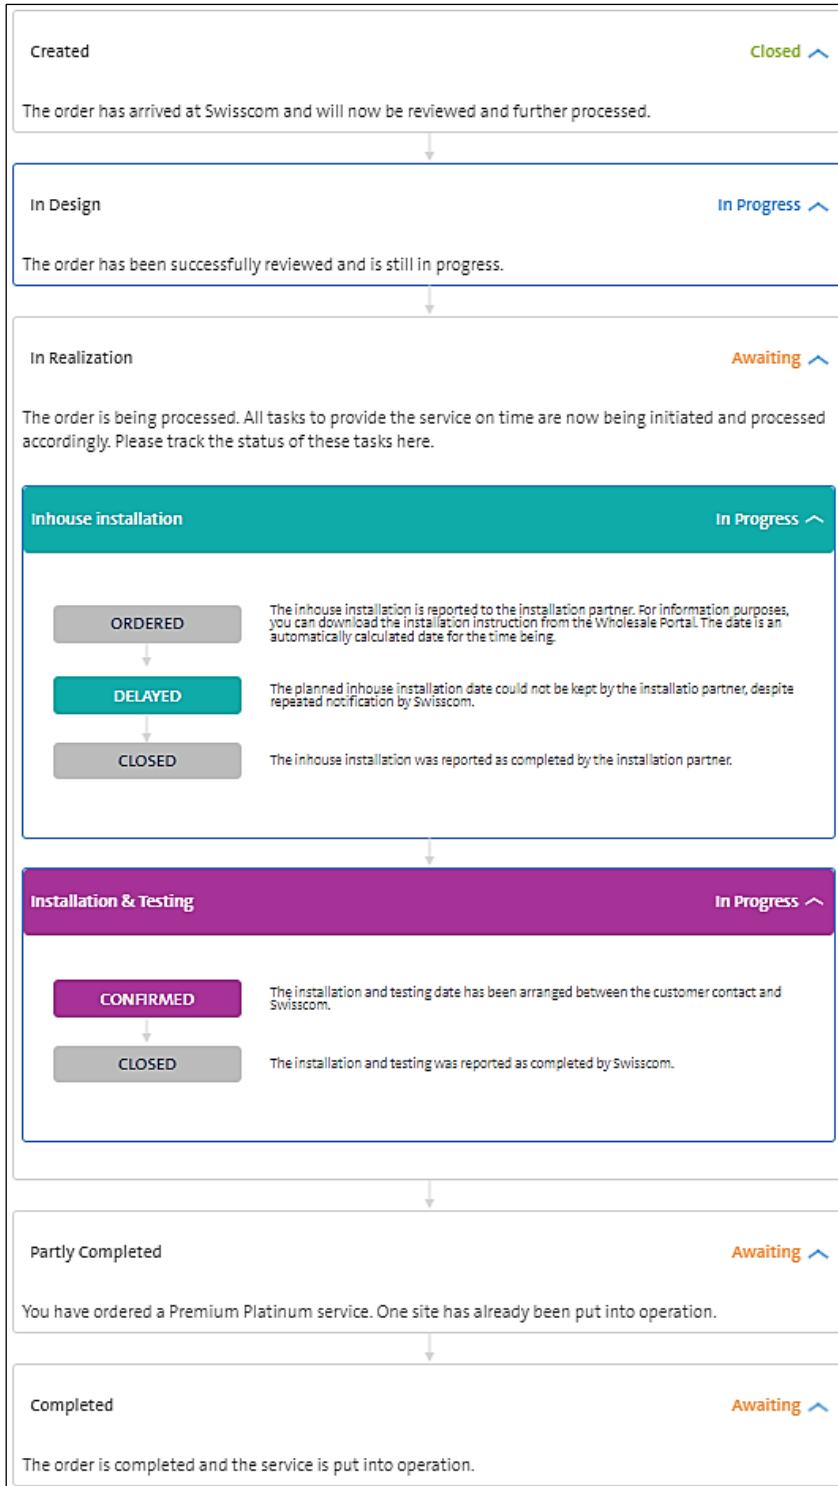 Created
Closed
The order has arrived at Swisscom and will now be reviewed and further processed.
In Design
In Progress
The order has been successfully reviewed and is still in progress.
In Realization
Awaiting
The order is being processed. All tasks to provide the service on time are now being initiated and processed
accordingly. Please track the status of these tasks here.
Inhouse installation
In Progress
ORDERED
The inhouse installation is reported to the installation partner. For information purposes,
you can download the installation instruction from the Wholesale Portal. The date is an
automatically calculated date for the time being.
DELAYED
The planned inhouse installation date could not be kept by the installatio partner, despite
repeated notification by Swisscom.
CLOSED
The inhouse installation was reported as completed by the installation partner.
Installation & Testing
In Progress
CONFIRMED
The installation and testing date has been arranged between the customer contact and
Swisscom.
CLOSED
The installation and testing was reported as completed by Swisscom.
Partly Completed
Awaiting
You have ordered a Premium Platinum service. One site has already been put into operation.
Completed
Awaiting
The order is completed and the service is put into operation.